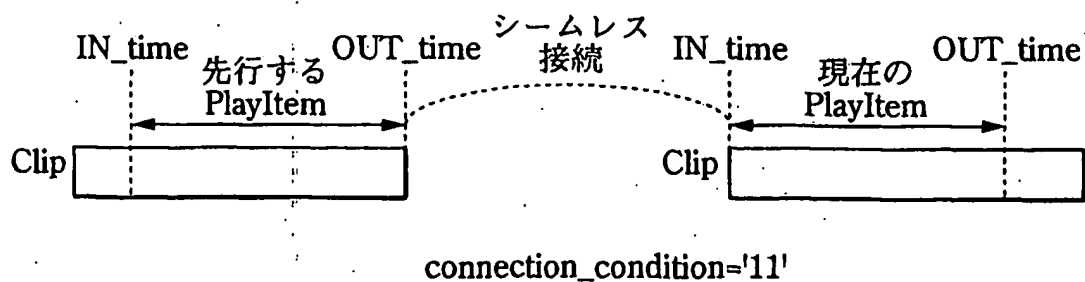 シームレス
接続
IN_time
OUT_time
IN_time
OUT_time
先行する
PlayItem
現在の
PlayItem
Clip
Clip
connection_condition='11'